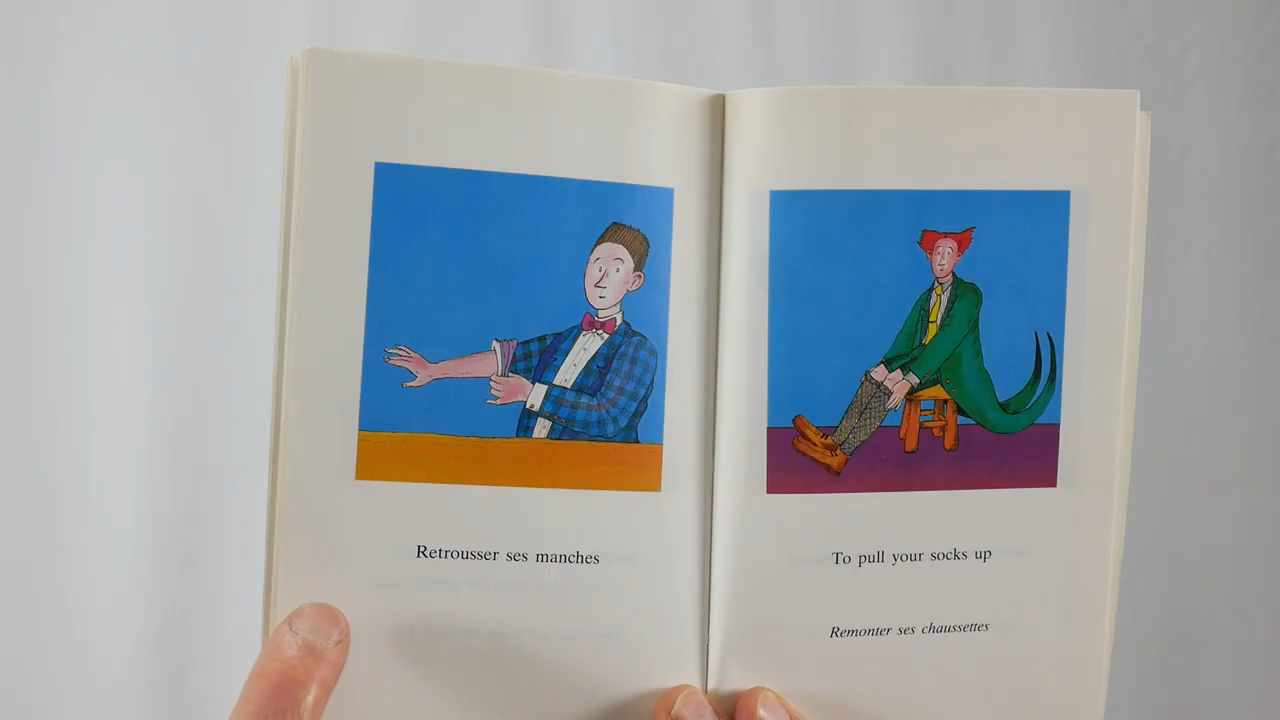 Retrousser ses manches
To pull your socks up
Remonter ses chaussettes